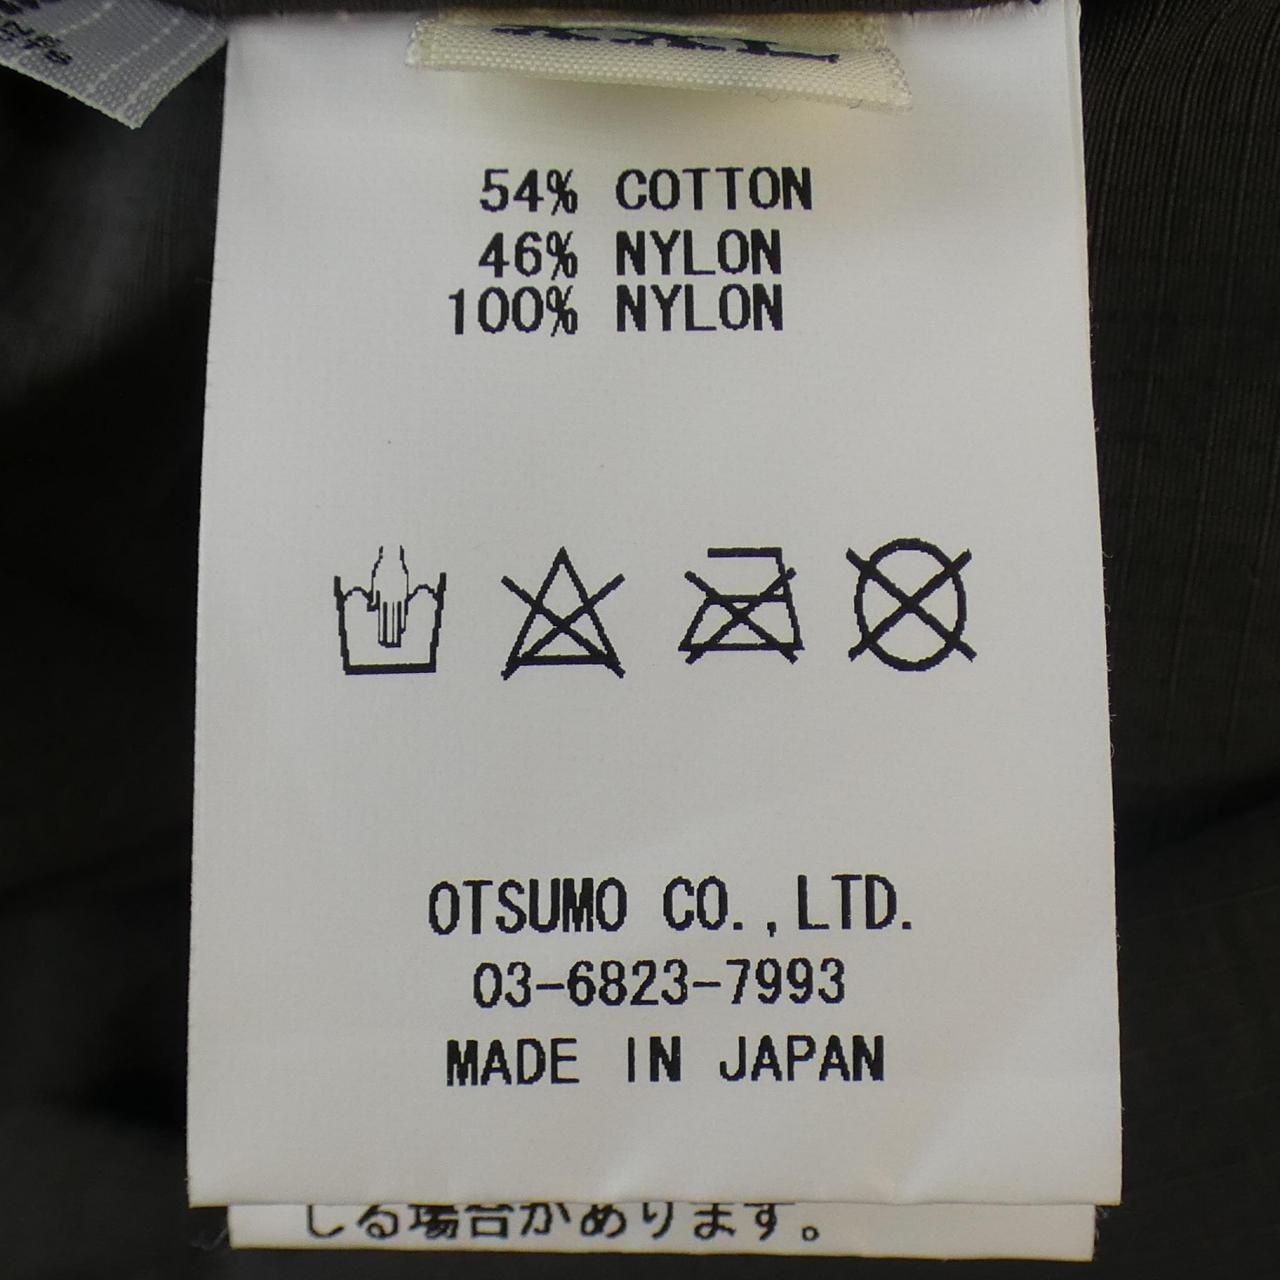 54% COTTON
46% NYLON
100% NYLON
OTSUMO CO.,LTD.
03-6823-7993
MADE IN JAPAN
じる場合があります。